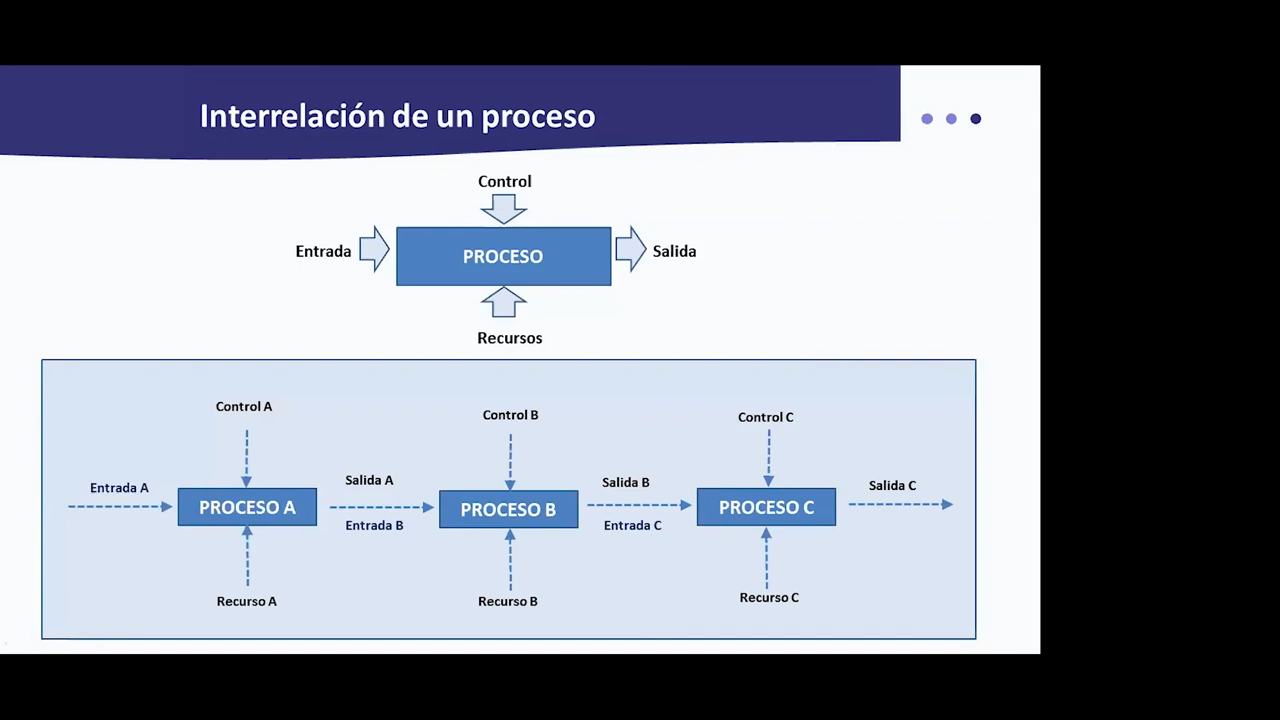 Interrelación de un proceso
Control
Entrada
PROCESO
Salida
Recursos
Control A
Control B
Control C
Entrada A
Salida A
Salida B
Salida C
PROCESO A
PROCESO B
PROCESO C
Entrada B
Entrada C
Recurso A
Recurso B
Recurso C